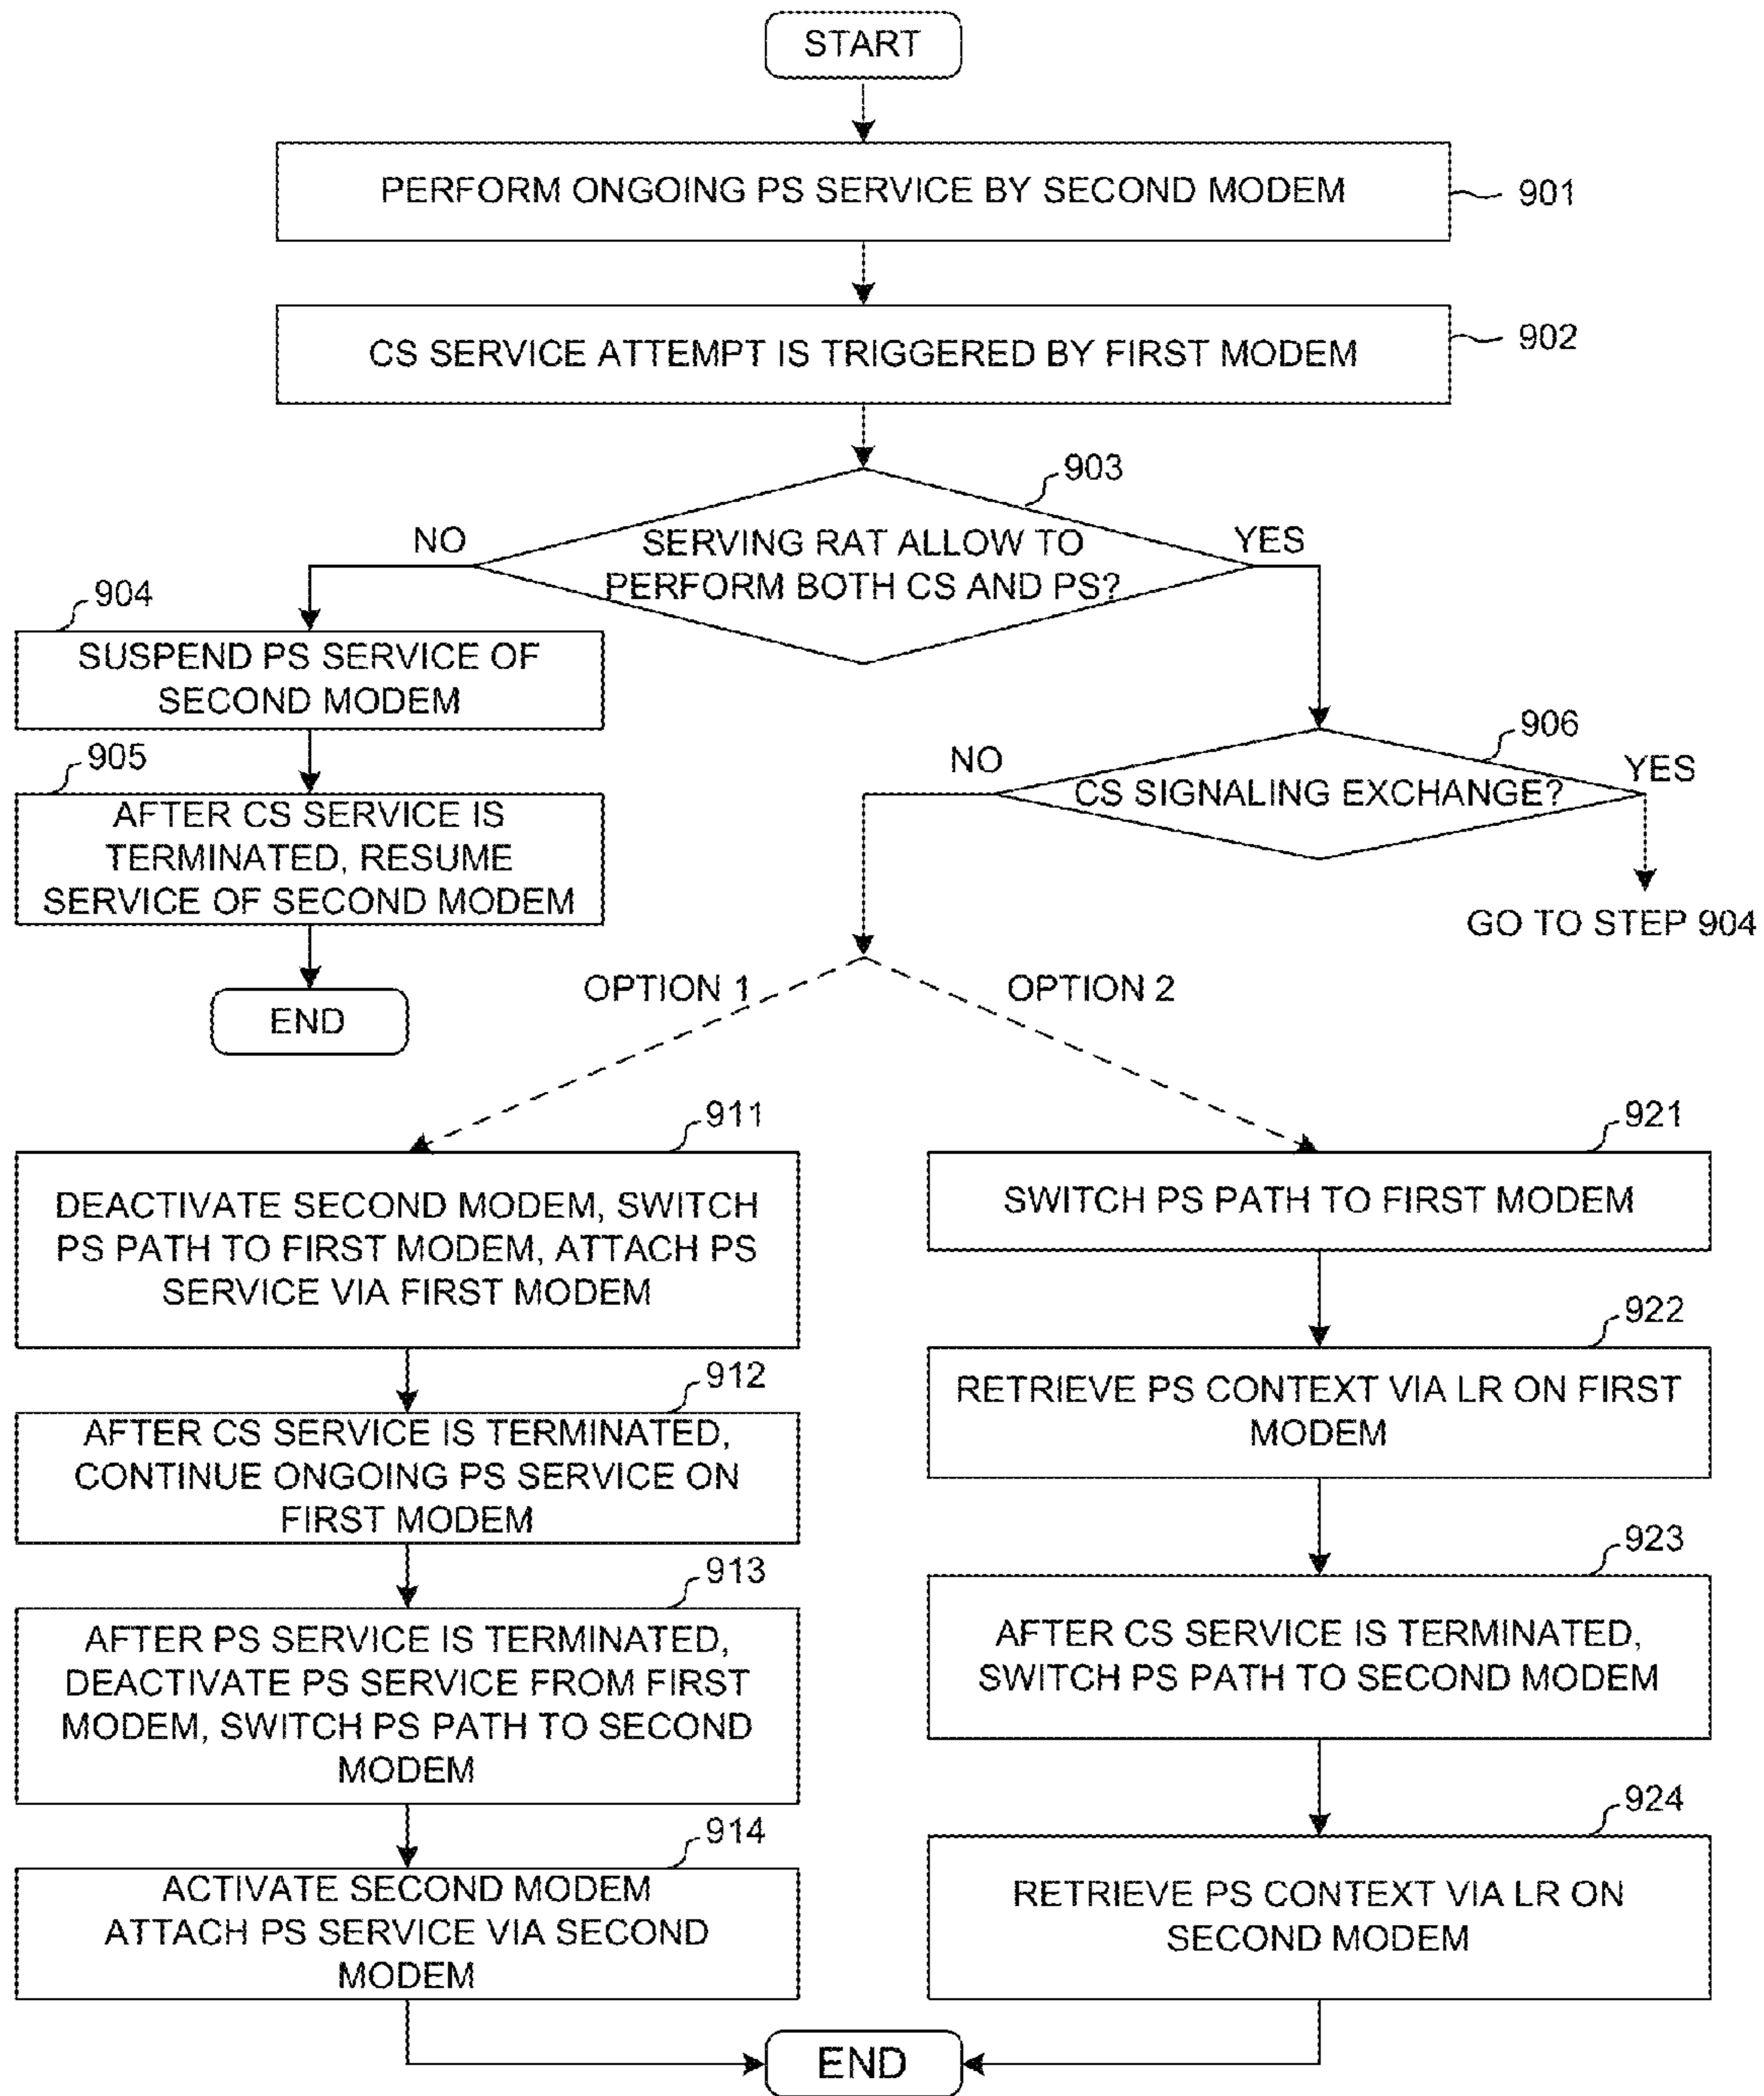 START
PERFORM ONGOING PS SERVICE BY SECOND MODEM
901
CS SERVICE ATTEMPT IS TRIGGERED BY FIRST MODEM
902
903
SERVING RAT ALLOW TO
PERFORM BOTH CS AND PS?
NO
YES
904
SUSPEND PS SERVICE OF
SECOND MODEM
905
AFTER CS SERVICE IS
TERMINATED, RESUME
SERVICE OF SECOND MODEM
END
906
CS SIGNALING EXCHANGE?
NO
YES
GO TO STEP 904
OPTION 1
OPTION 2
911
DEACTIVATE SECOND MODEM, SWITCH
PS PATH TO FIRST MODEM, ATTACH PS
SERVICE VIA FIRST MODEM
912
AFTER CS SERVICE IS TERMINATED,
CONTINUE ONGOING PS SERVICE ON
FIRST MODEM
913
AFTER PS SERVICE IS TERMINATED,
DEACTIVATE PS SERVICE FROM FIRST
MODEM, SWITCH PS PATH TO SECOND
MODEM
914
ACTIVATE SECOND MODEM
ATTACH PS SERVICE VIA SECOND
MODEM
921
SWITCH PS PATH TO FIRST MODEM
922
RETRIEVE PS CONTEXT VIA LR ON FIRST
MODEM
923
AFTER CS SERVICE IS TERMINATED,
SWITCH PS PATH TO SECOND MODEM
924
RETRIEVE PS CONTEXT VIA LR ON
SECOND MODEM
END